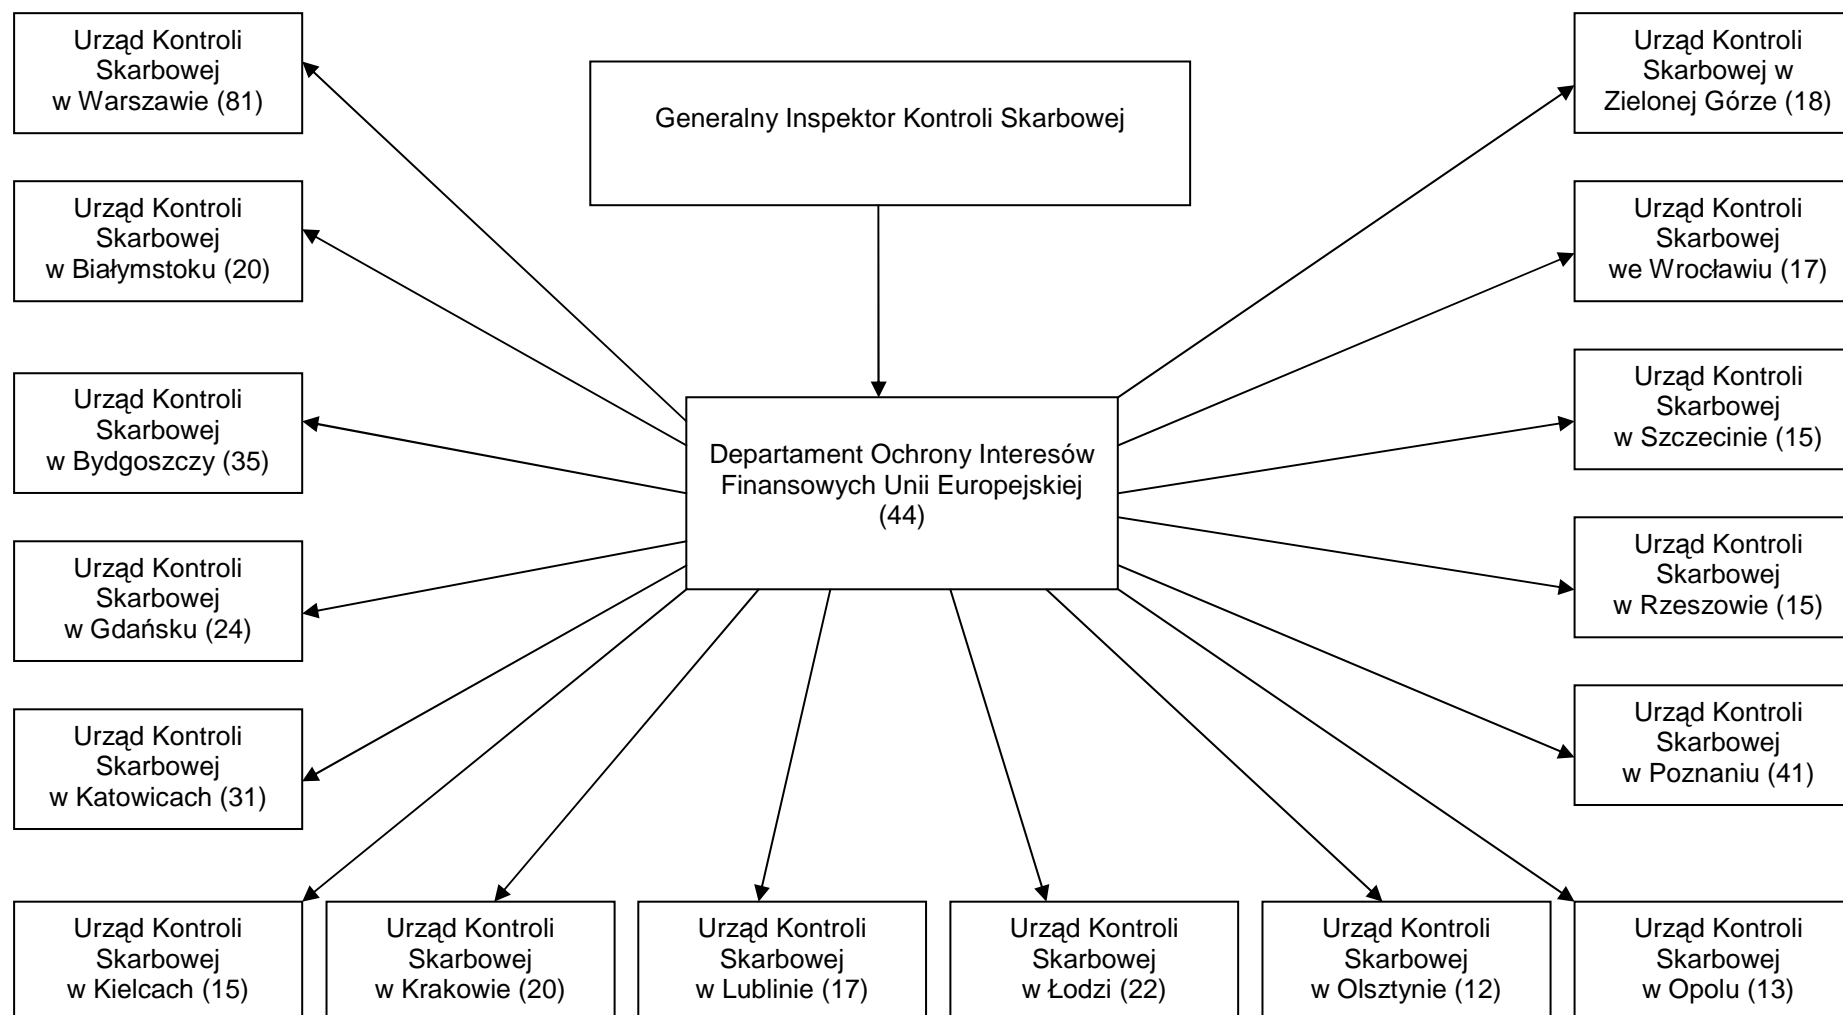 Urząd Kontroli
Skarbowej
w Warszawie (81)
Generalny Inspektor Kontroli Skarbowej
Urząd Kontroli
Skarbowej w
Zielonej Górze (18)
Urząd Kontroli
Skarbowej
w Białymstoku (20)
Urząd Kontroli
Skarbowej
we Wrocławiu (17)
Urząd Kontroli
Skarbowej
w Bydgoszczy (35)
Departament Ochrony Interesów
Finansowych Unii Europejskiej
(44)
Urząd Kontroli
Skarbowej
w Szczecinie (15)
Urząd Kontroli
Skarbowej
w Gdańsku (24)
Urząd Kontroli
Skarbowej
w Rzeszowie (15)
Urząd Kontroli
Skarbowej
w Katowicach (31)
Urząd Kontroli
Skarbowej
w Poznaniu (41)
Urząd Kontroli
Skarbowej
w Kielcach (15)
Urząd Kontroli
Skarbowej
w Krakowie (20)
Urząd Kontroli
Skarbowej
w Lublinie (17)
Urząd Kontroli
Skarbowej
w Łodzi (22)
Urząd Kontroli
Skarbowej
w Olsztynie (12)
Urząd Kontroli
Skarbowej
w Opolu (13)